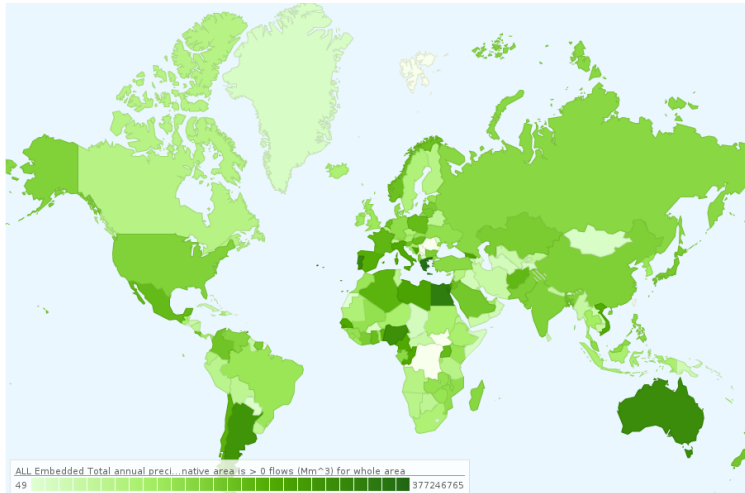 ALL Embedded Total annual preci...native area is > 0 flows (Mm^3) for whole area
49 377246765